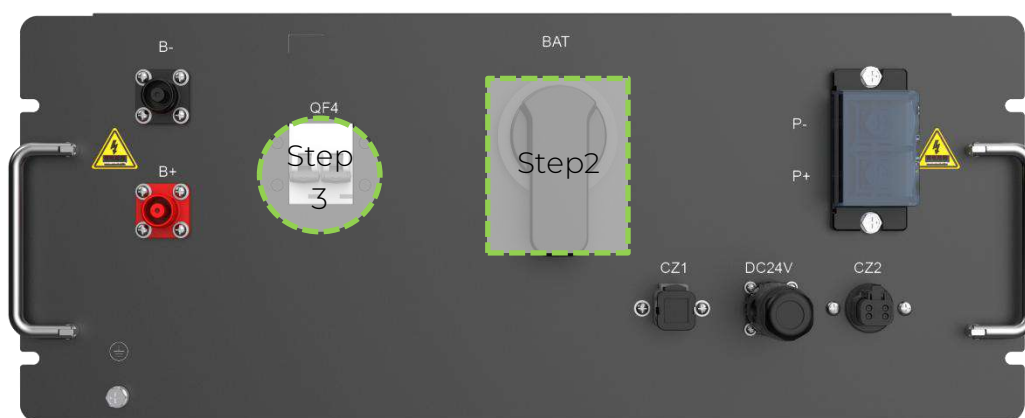 B-
BAT
QF4
Step
3
Step2
P-
B+
P+
CZ1
DC24V
CZ2